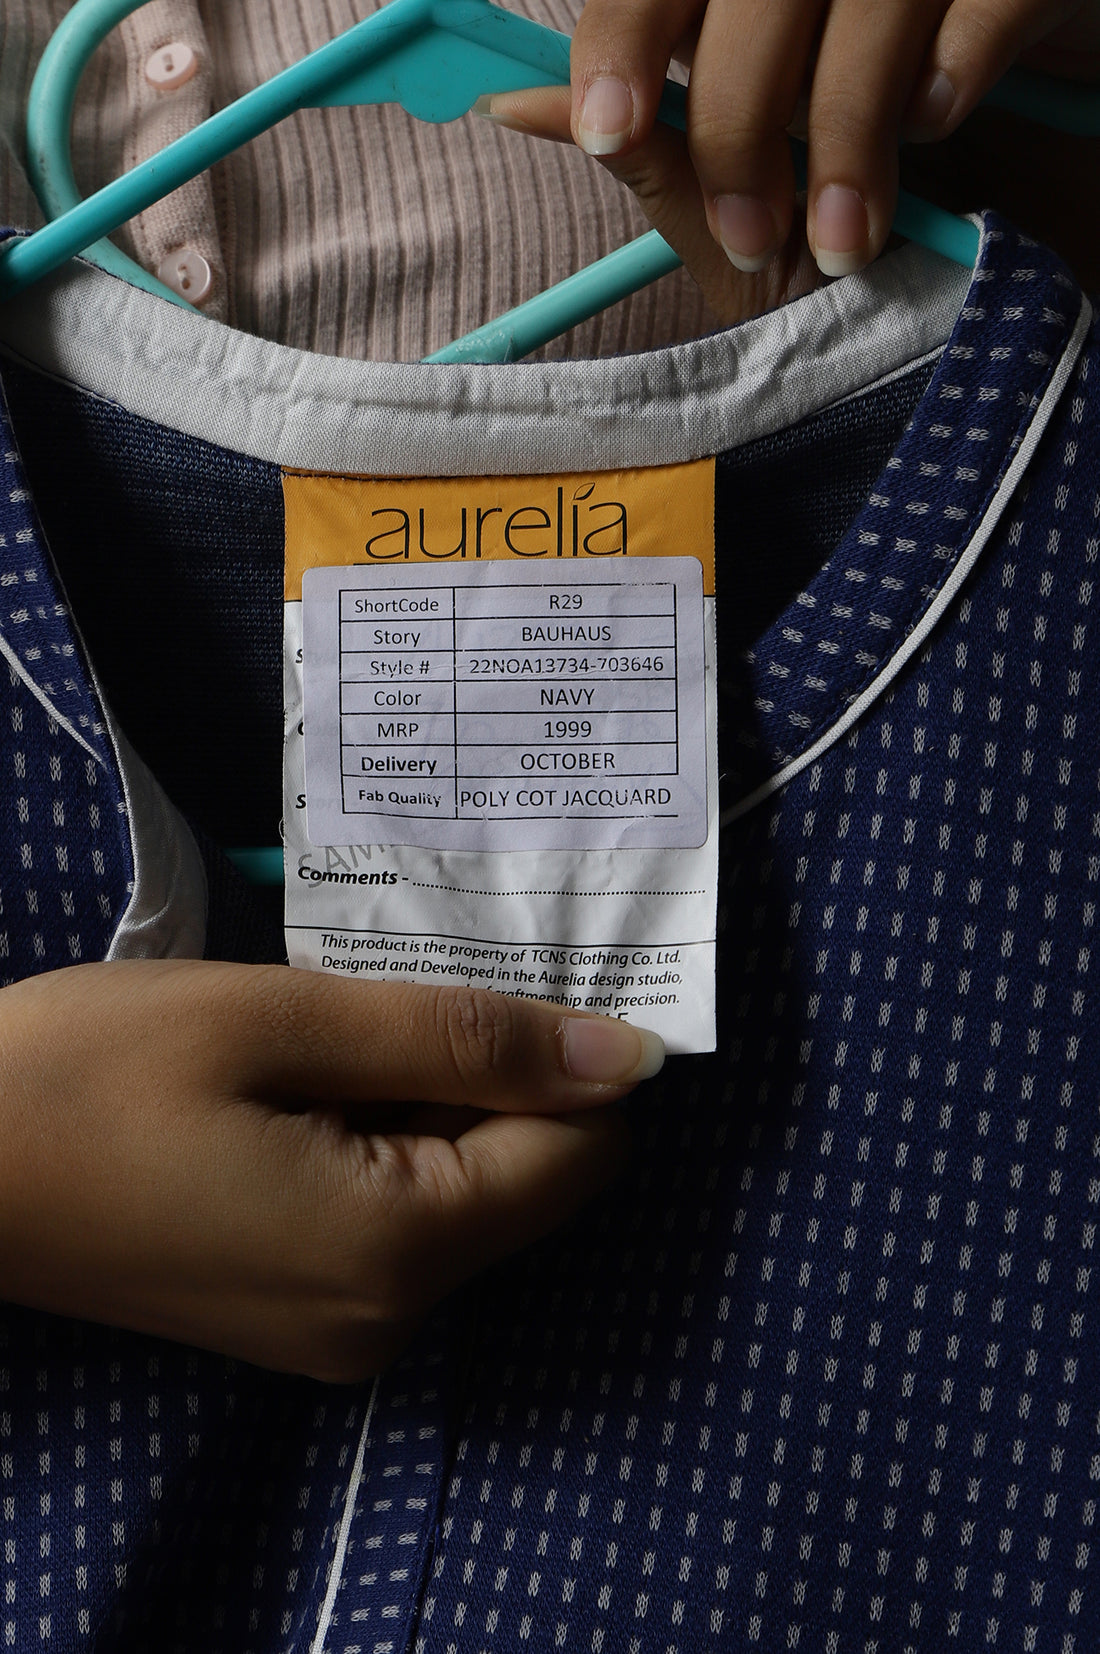 aurelia
ShortCode R29
Story BAUHAUS
Style # 22NOA13734-703646
Color NAVY
MRP 1999
Delivery OCTOBER
Fab Quality POLY COT JACQUARD
Comments -
This product is the property of TCNS Clothing Co. Ltd.
Designed and Developed in the Aurelia design studio,
and precision.